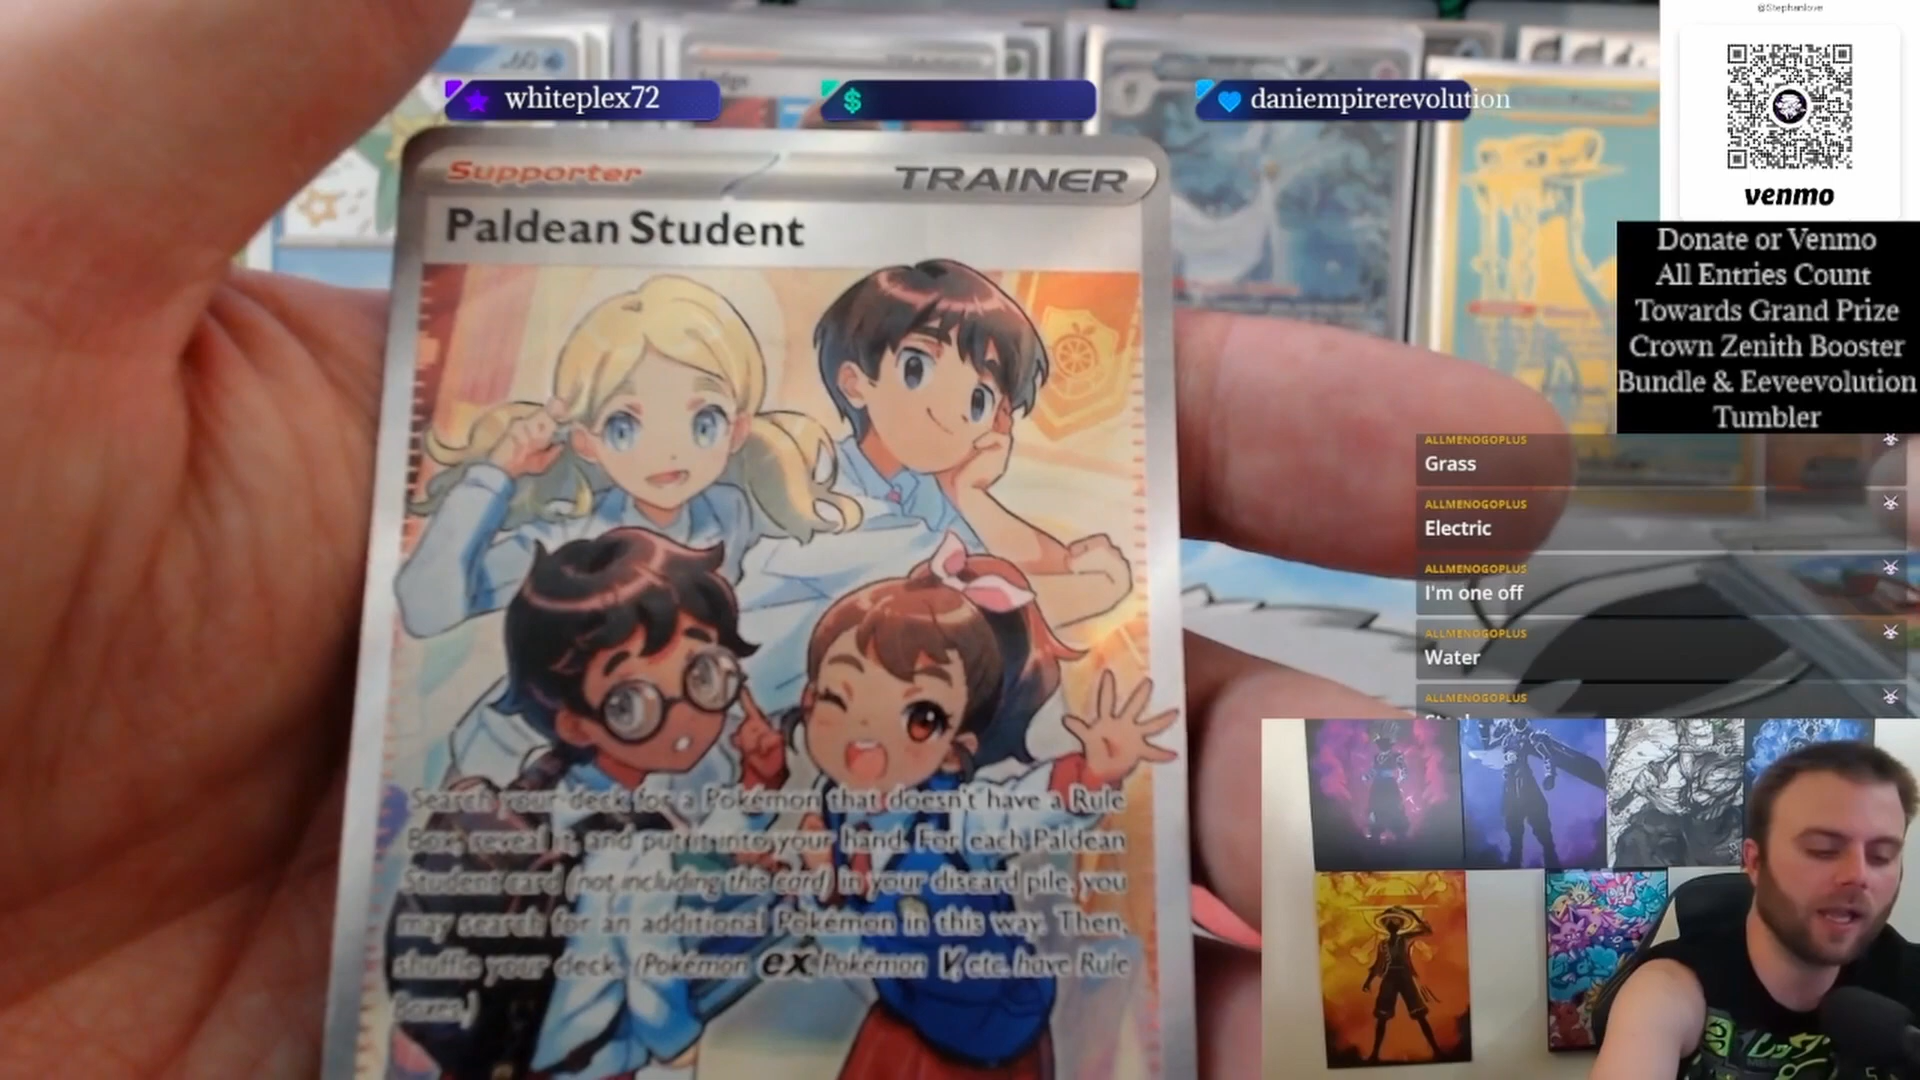 @Stephanlove
whiteplex72
$
daniempirerevolution
venmo
Supporter
TRAINER
Paldean Student
Donate or Venmo
All Entries Count
Towards Grand Prize
Crown Zenith Booster
Bundle & Eeveevolution
Tumbler
ALLMENOGOPLUS
Grass
ALLMENOGOPLUS
Electric
ALLMENOGOPLUS
I'm one off
ALLMENOGOPLUS
Water
ALLMENOGOPLUS
Search your deck for a Pokémon that doesn't have a Rule
Box, reveal it, and put it into your hand. For each Paldean
Student card (not including this card) in your discard pile, you
may search for an additional Pokémon in this way. Then,
shuffle your deck. (Pokémon ex, Pokémon V, etc. have Rule
Boxes.)